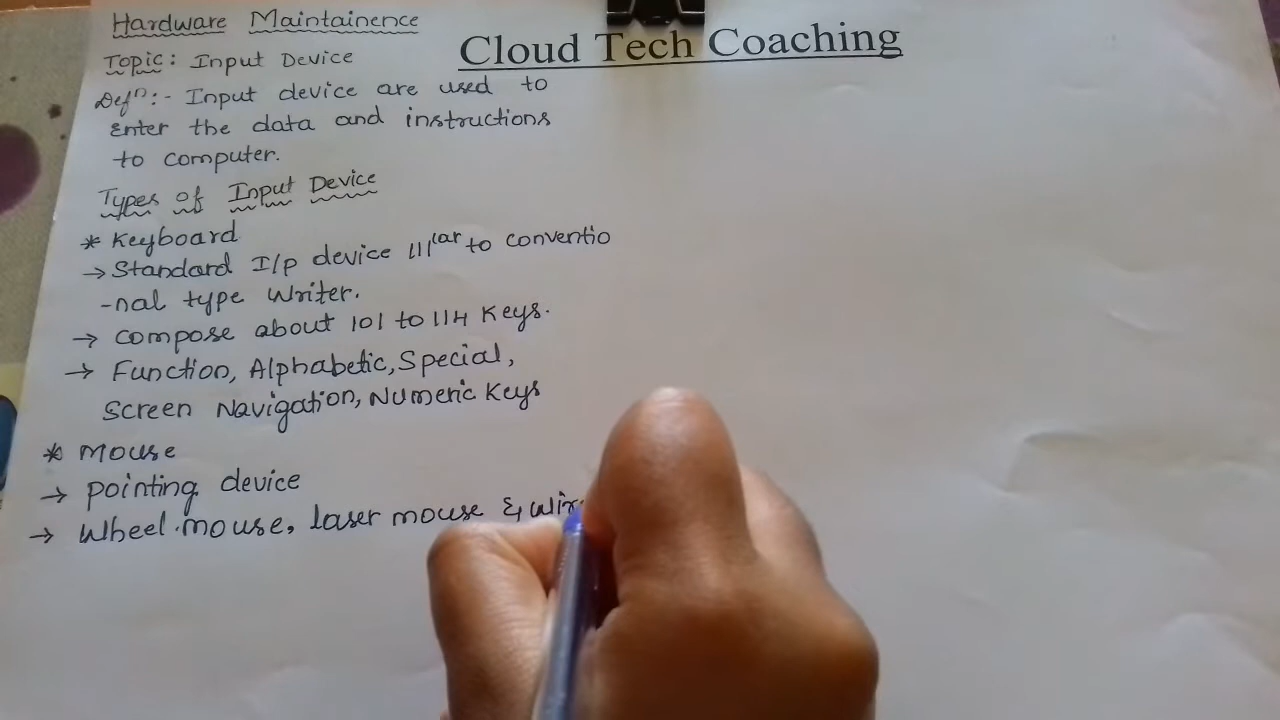 Hardware Maintainence
Cloud Tech Coaching
Topic: Input Device
Defn:- Input device are used to
Enter the data and instructions
to computer.
Types of Input Device
* Keyboard
→ Standard I/p device lllar to conventio
-nal type writer.
→ compose about 101 to 114 Keys.
→ Function, Alphabetic, Special,
Screen Navigation, Numeric Keys
* Mouse
→ pointing device
→ Wheel mouse, laser mouse &